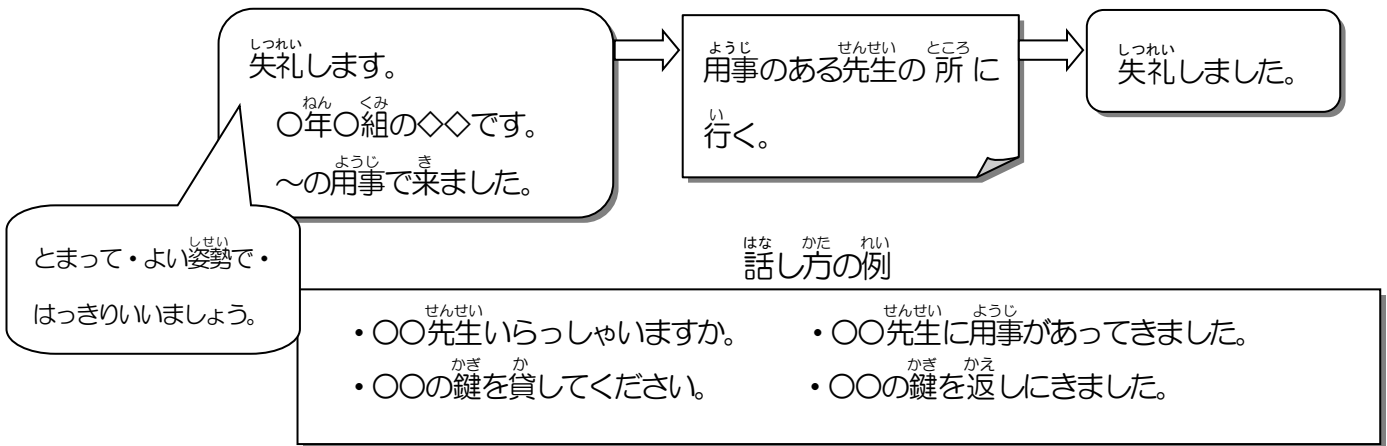 失礼します。
〇年〇組の◇◇です。
～の用事で来ました。
用事のある先生の所に
行く。
失礼しました。
とまって・よい姿勢で・
はっきりいいましょう。
話し方の例
・〇〇先生いらっしゃいますか。
・〇〇先生に用事があってきました。
・〇〇の鍵を貸してください。
・〇〇の鍵を返しにきました。